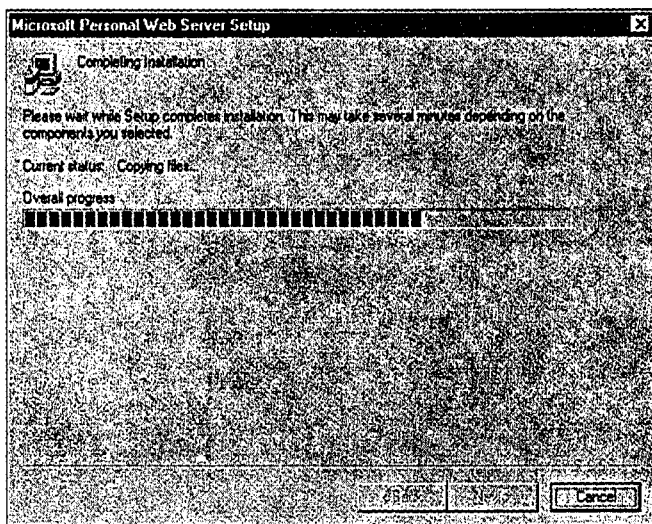 Microsoft Personal Web Server Setup
Completing Installation
Please wait while Setup completes installation. This may take several minutes depending on the
components you selected.
Current status: Copying files...
Overall progress
Cancel